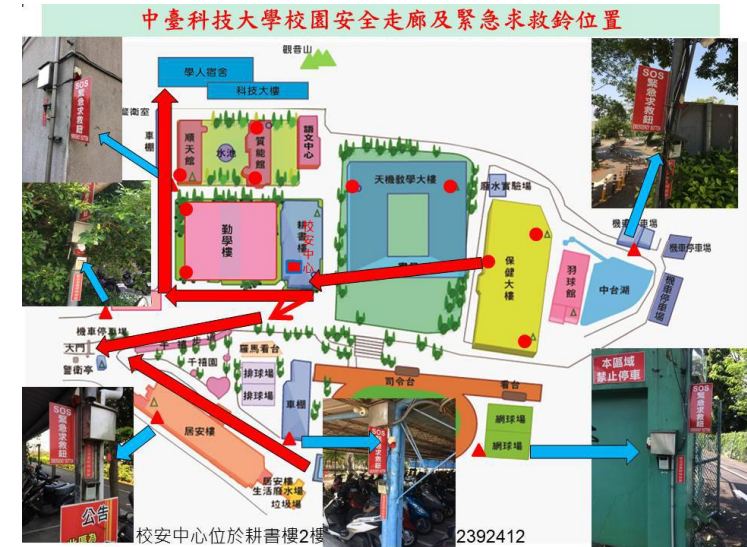 中臺科技大學校園安全走廊及緊急求救鈴位置
觀音山
學人宿舍
科技大樓
警衛室
車棚
順天館
水池
質能館
語文中心
天機教學大樓
廢水實驗場
勤學樓
耕書樓
校安中心
保健大樓
羽球館
中台湖
機車停車場
機車停車場
機車停車場
機車停車場
大門
警衛亭
千禧園
羅馬看台
排球場
排球場
車棚
司令台
看台
網球場
網球場
居安樓
居安樓
生活廢水場
垃圾場
SOS
緊急求救鈕
EMERGENCY BUTTON
SOS
緊急求救鈕
EMERGENCY BUTTON
SOS
緊急求救鈕
SOS
緊急求救鈕
本區域
禁止停車
SOS
緊急求救鈕
公告
校安中心位於耕書樓2樓
2392412